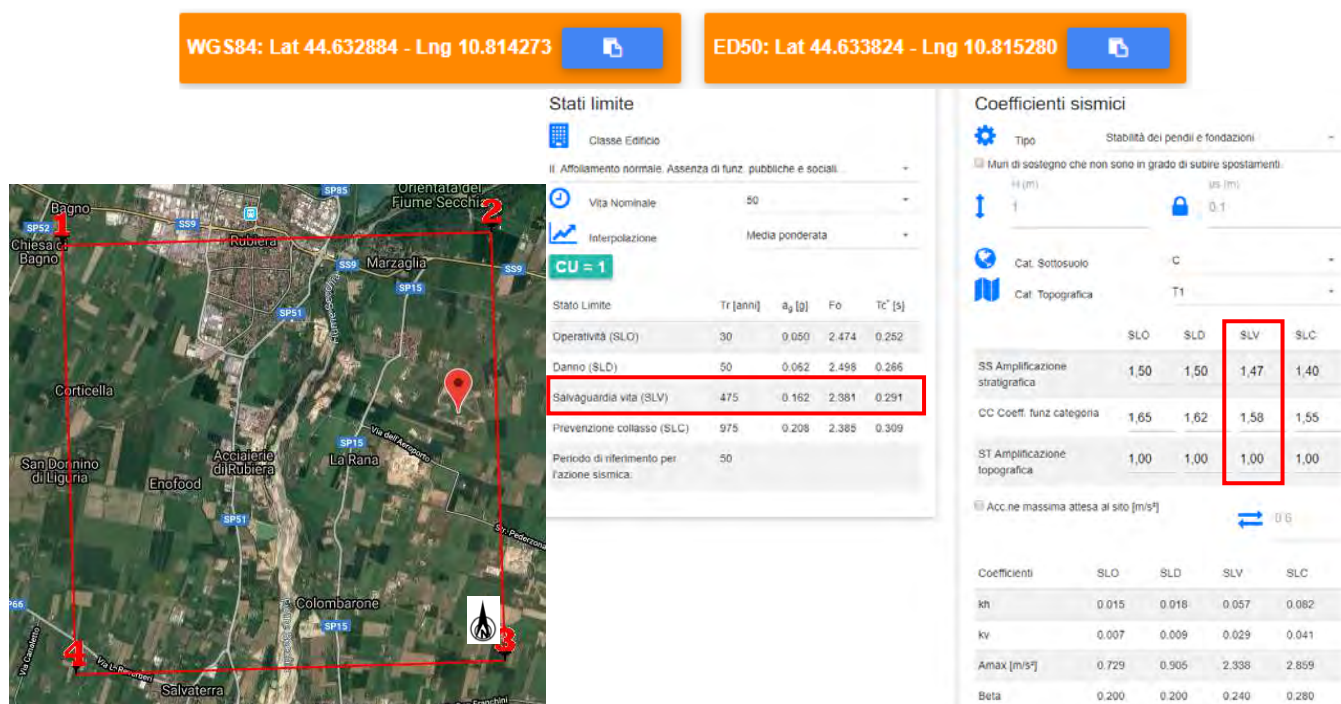 WGS84: Lat 44.632884 - Lng 10.814273
ED50: Lat 44.633824 - Lng 10.815280
Stati limite
Classe Edificio
II. Affollamento normale. Assenza di funz. pubbliche e sociali...
Vita Nominale 50
Interpolazione Media ponderata
CU = 1
Stato Limite Tr [anni] ag [g] Fo Tc* [s]
Operatività (SLO) 30 0.050 2.474 0.252
Danno (SLD) 50 0.062 2.498 0.266
Salvaguardia vita (SLV) 475 0.162 2.381 0.291
Prevenzione collasso (SLC) 975 0.208 2.385 0.309
Periodo di riferimento per
l'azione sismica: 50
Coefficienti sismici
Tipo Stabilità dei pendii e fondazioni
Muri di sostegno che non sono in grado di subire spostamenti.
H (m) us (m)
1 0.1
Cat. Sottosuolo C
Cat. Topografica T1
SLO SLD SLV SLC
SS Amplificazione
stratigrafica 1,50 1,50 1,47 1,40
CC Coeff. funz categoria 1,65 1,62 1,58 1,55
ST Amplificazione
topografica 1,00 1,00 1,00 1,00
Acc.ne massima attesa al sito [m/s²]
0.6
Coefficienti SLO SLD SLV SLC
kh 0.015 0.018 0.057 0.082
kv 0.007 0.009 0.029 0.041
Amax [m/s²] 0.729 0.905 2.338 2.859
Beta 0.200 0.200 0.240 0.280
SP85
Orientata del
Fiume Secchia
Bagno
1
2
SP52
SS9
Rubiera
Chiesa di
Bagno
SS9
Marzaglia
SS9
SP15
SP51
Fiume Secchia
Corticella
Via dell'Aeroporto
SP15
Acciaierie
di Rubiera
La Rana
San Donnino
di Liguria
Enofood
SP51
Str. Pederzona
P66
Colombarone
N
SP15
3
Via Canaletto
4
Salvaterra